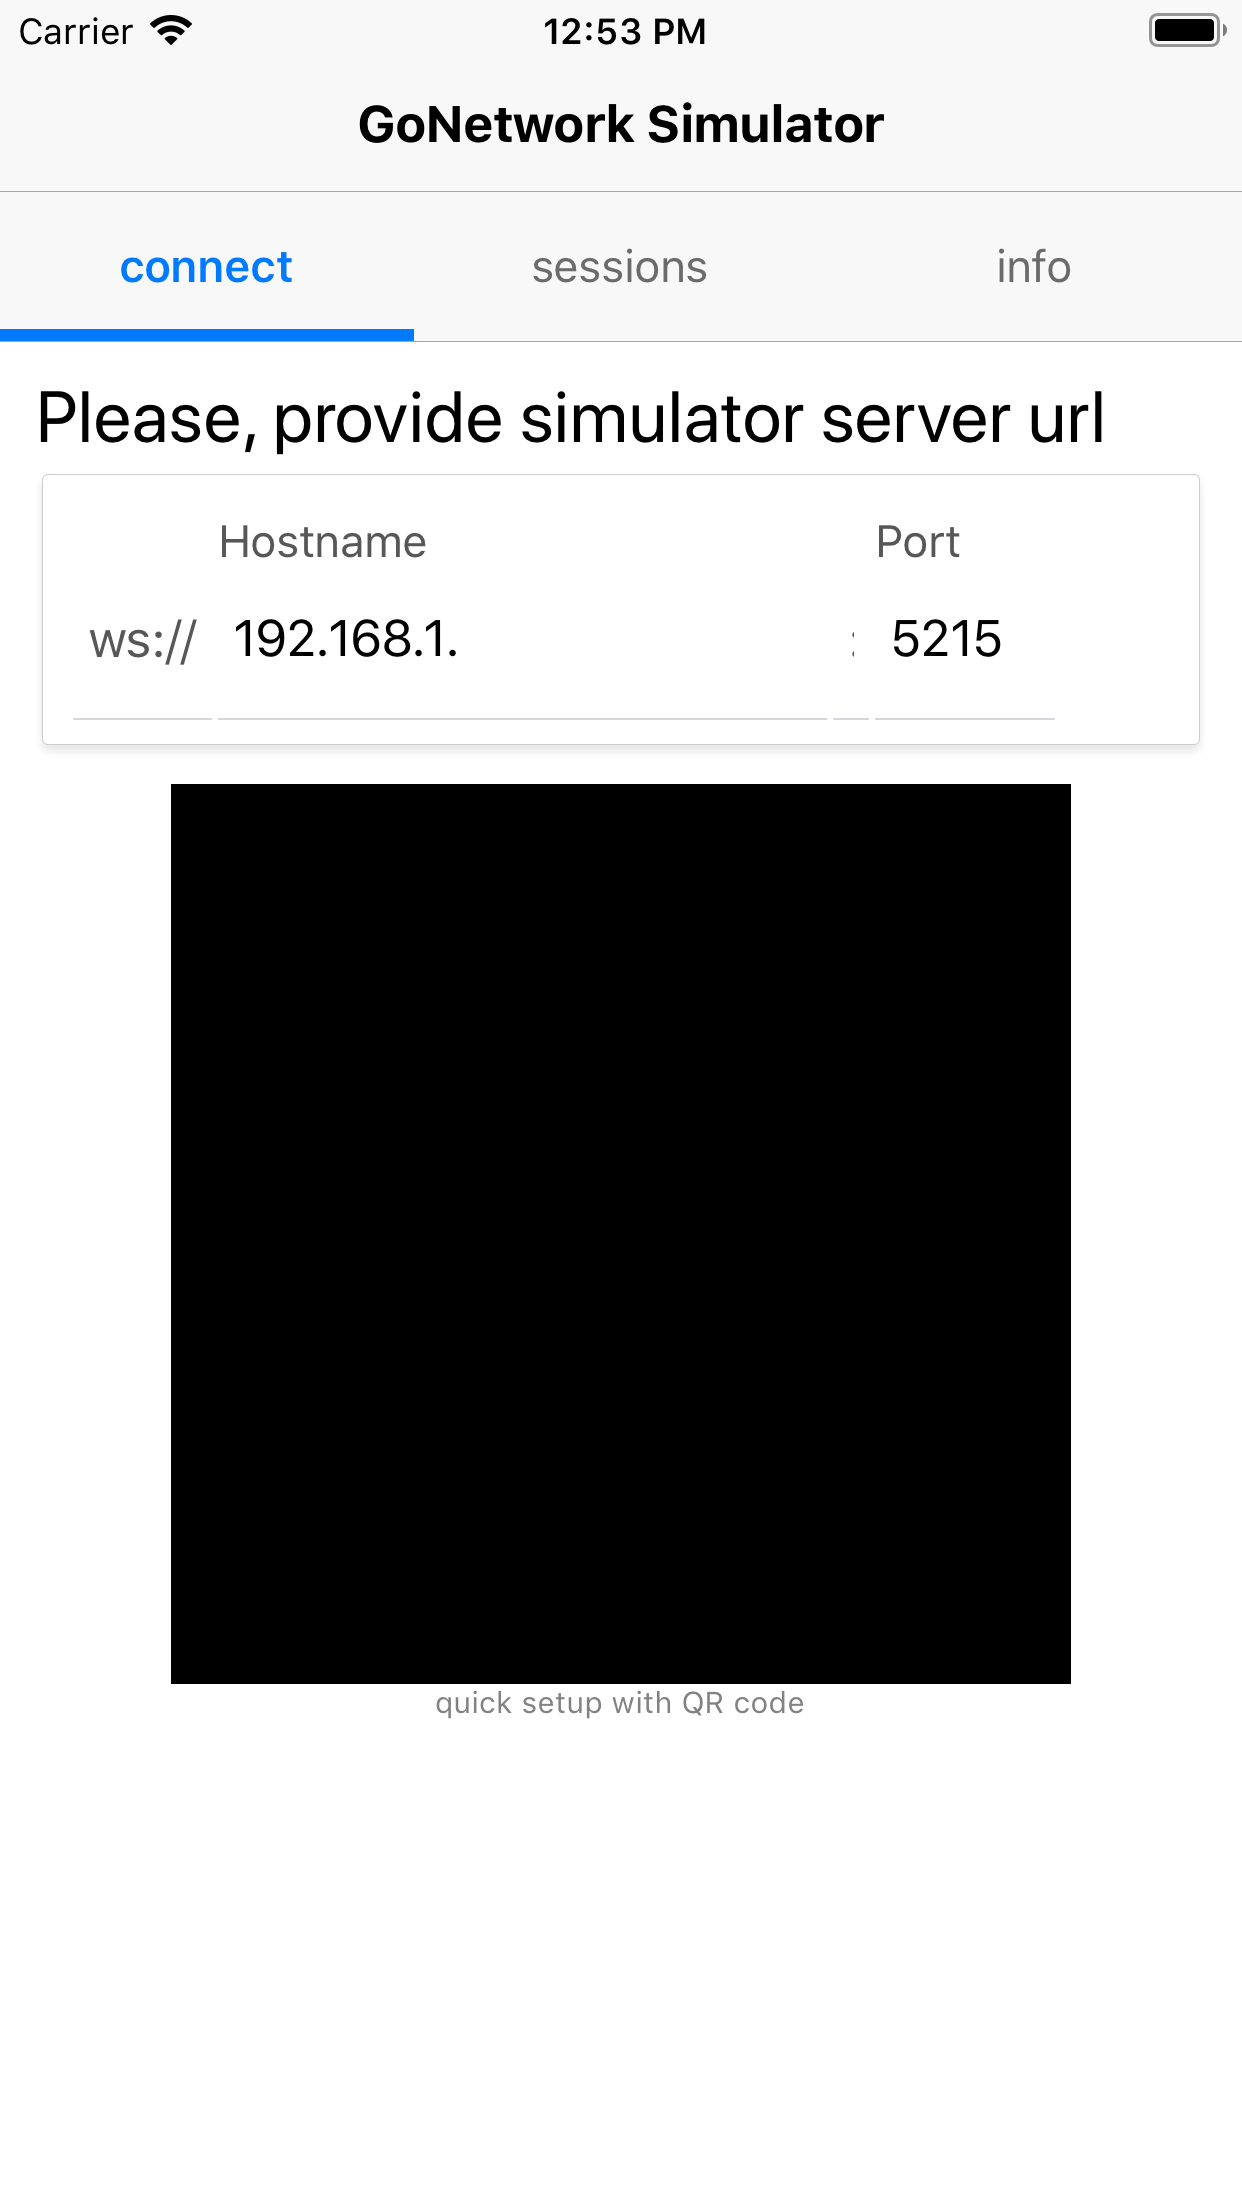 Carrier 12:53 PM
GoNetwork Simulator
connect sessions info
Please, provide simulator server url
Hostname Port
ws:// 192.168.1. : 5215
quick setup with QR code